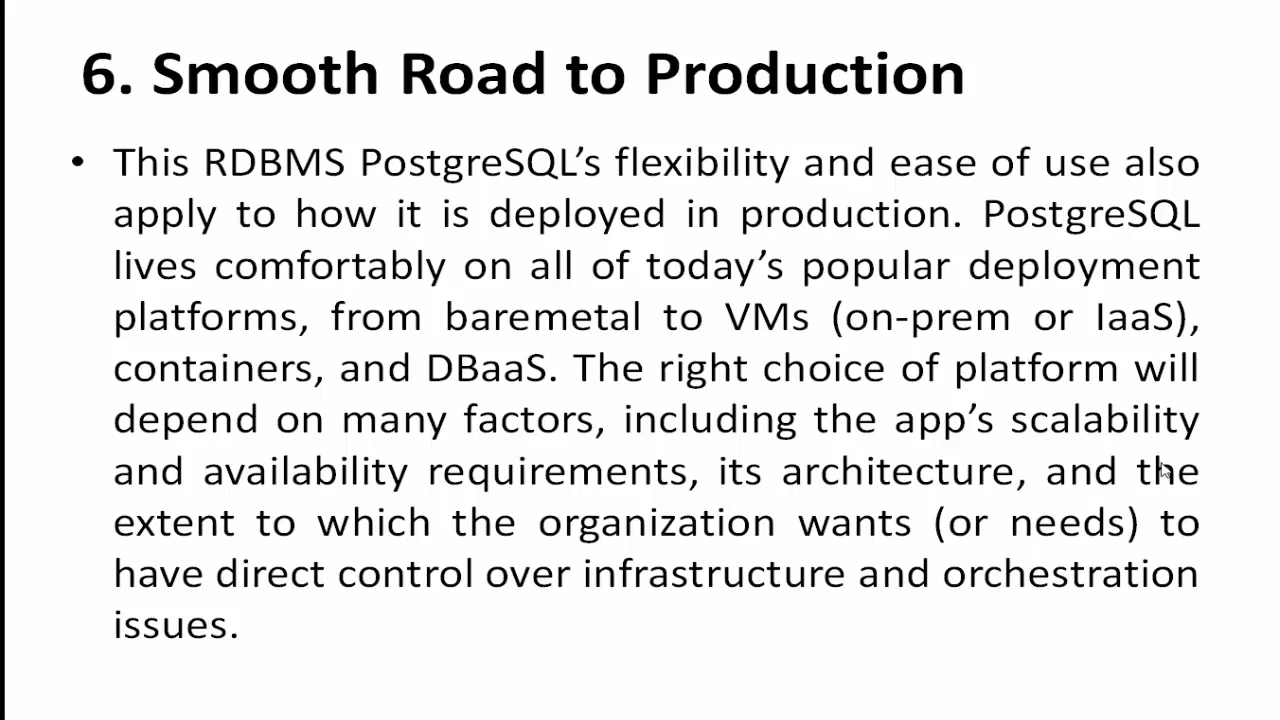 6. Smooth Road to Production
• This RDBMS PostgreSQL’s flexibility and ease of use also
apply to how it is deployed in production. PostgreSQL
lives comfortably on all of today’s popular deployment
platforms, from baremetal to VMs (on-prem or IaaS),
containers, and DBaaS. The right choice of platform will
depend on many factors, including the app’s scalability
and availability requirements, its architecture, and the
extent to which the organization wants (or needs) to
have direct control over infrastructure and orchestration
issues.